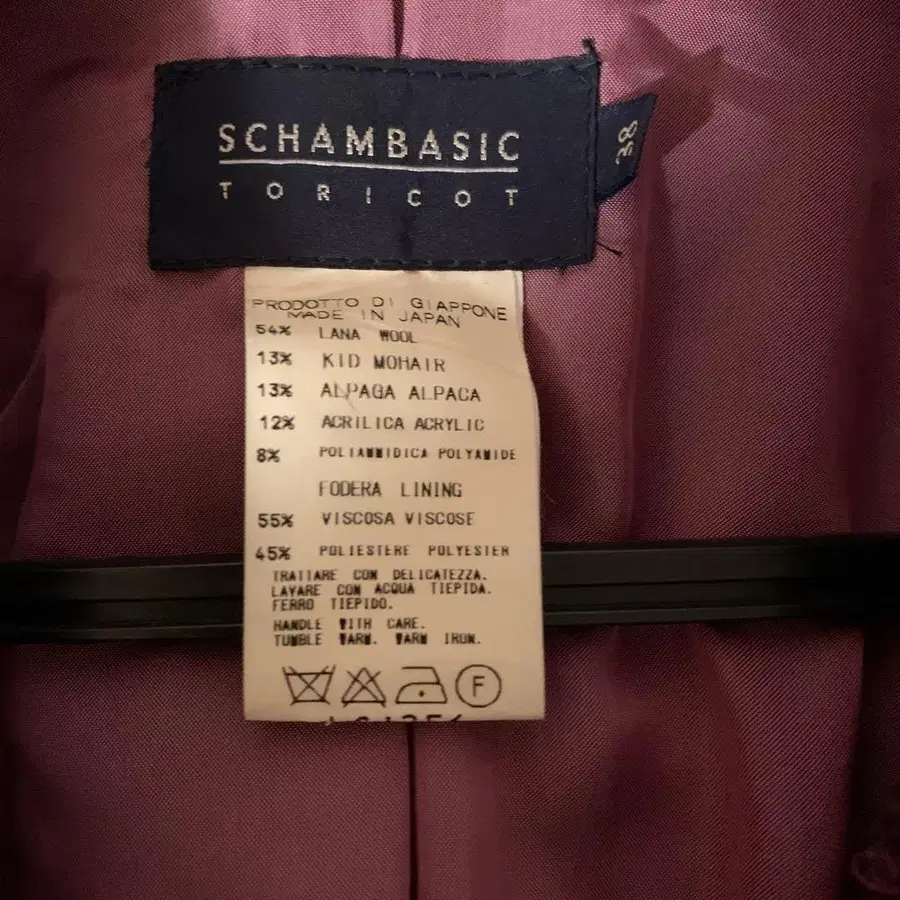 SCHAMBASIC
TORICOT
38
PRODOTTO DI GIAPPONE
MADE IN JAPAN
54% LANA WOOL
13% KID MOHAIR
13% ALPAGA ALPACA
12% ACRILICA ACRYLIC
8% POLIAMMIDICA POLYAMIDE
FODERA LINING
55% VISCOSA VISCOSE
45% POLIESTERE POLYESTER
TRATTARE CON DELICATEZZA.
LAVARE CON ACQUA TIEPIDA.
FERRO TIEPIDO.
HANDLE WITH CARE.
TUMBLE WARM. WARM IRON.
F